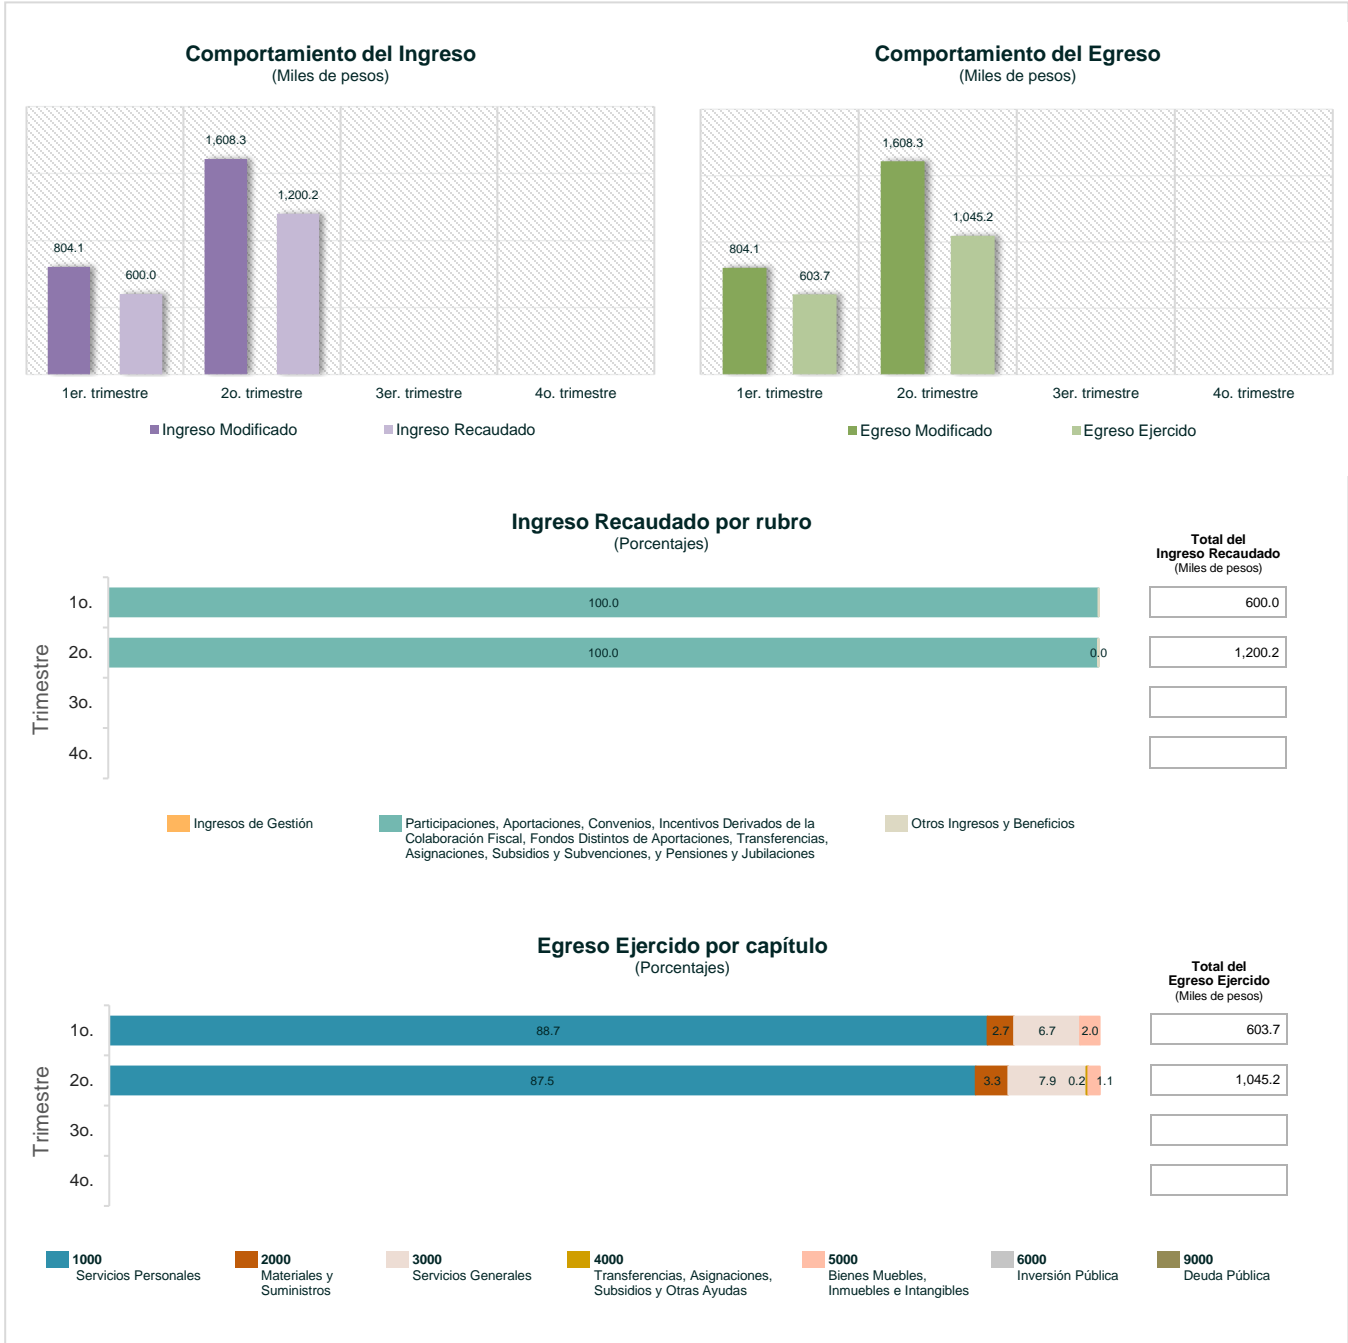 Comportamiento del Ingreso
(Miles de pesos)
1,608.3
1,200.2
804.1
600.0
1er. trimestre
2o. trimestre
3er. trimestre
4o. trimestre
Ingreso Modificado
Ingreso Recaudado
Comportamiento del Egreso
(Miles de pesos)
1,608.3
1,045.2
804.1
603.7
1er. trimestre
2o. trimestre
3er. trimestre
4o. trimestre
Egreso Modificado
Egreso Ejercido
Ingreso Recaudado por rubro
(Porcentajes)
Total del
Ingreso Recaudado
(Miles de pesos)
Trimestre
1o.
100.0
600.0
2o.
100.0
0.0
1,200.2
3o.
4o.
Ingresos de Gestión
Participaciones, Aportaciones, Convenios, Incentivos Derivados de la
Colaboración Fiscal, Fondos Distintos de Aportaciones, Transferencias,
Asignaciones, Subsidios y Subvenciones, y Pensiones y Jubilaciones
Otros Ingresos y Beneficios
Egreso Ejercido por capítulo
(Porcentajes)
Total del
Egreso Ejercido
(Miles de pesos)
Trimestre
1o.
88.7
2.7
6.7
2.0
603.7
2o.
87.5
3.3
7.9
0.2
1.1
1,045.2
3o.
4o.
1000
Servicios Personales
2000
Materiales y
Suministros
3000
Servicios Generales
4000
Transferencias, Asignaciones,
Subsidios y Otras Ayudas
5000
Bienes Muebles,
Inmuebles e Intangibles
6000
Inversión Pública
9000
Deuda Pública